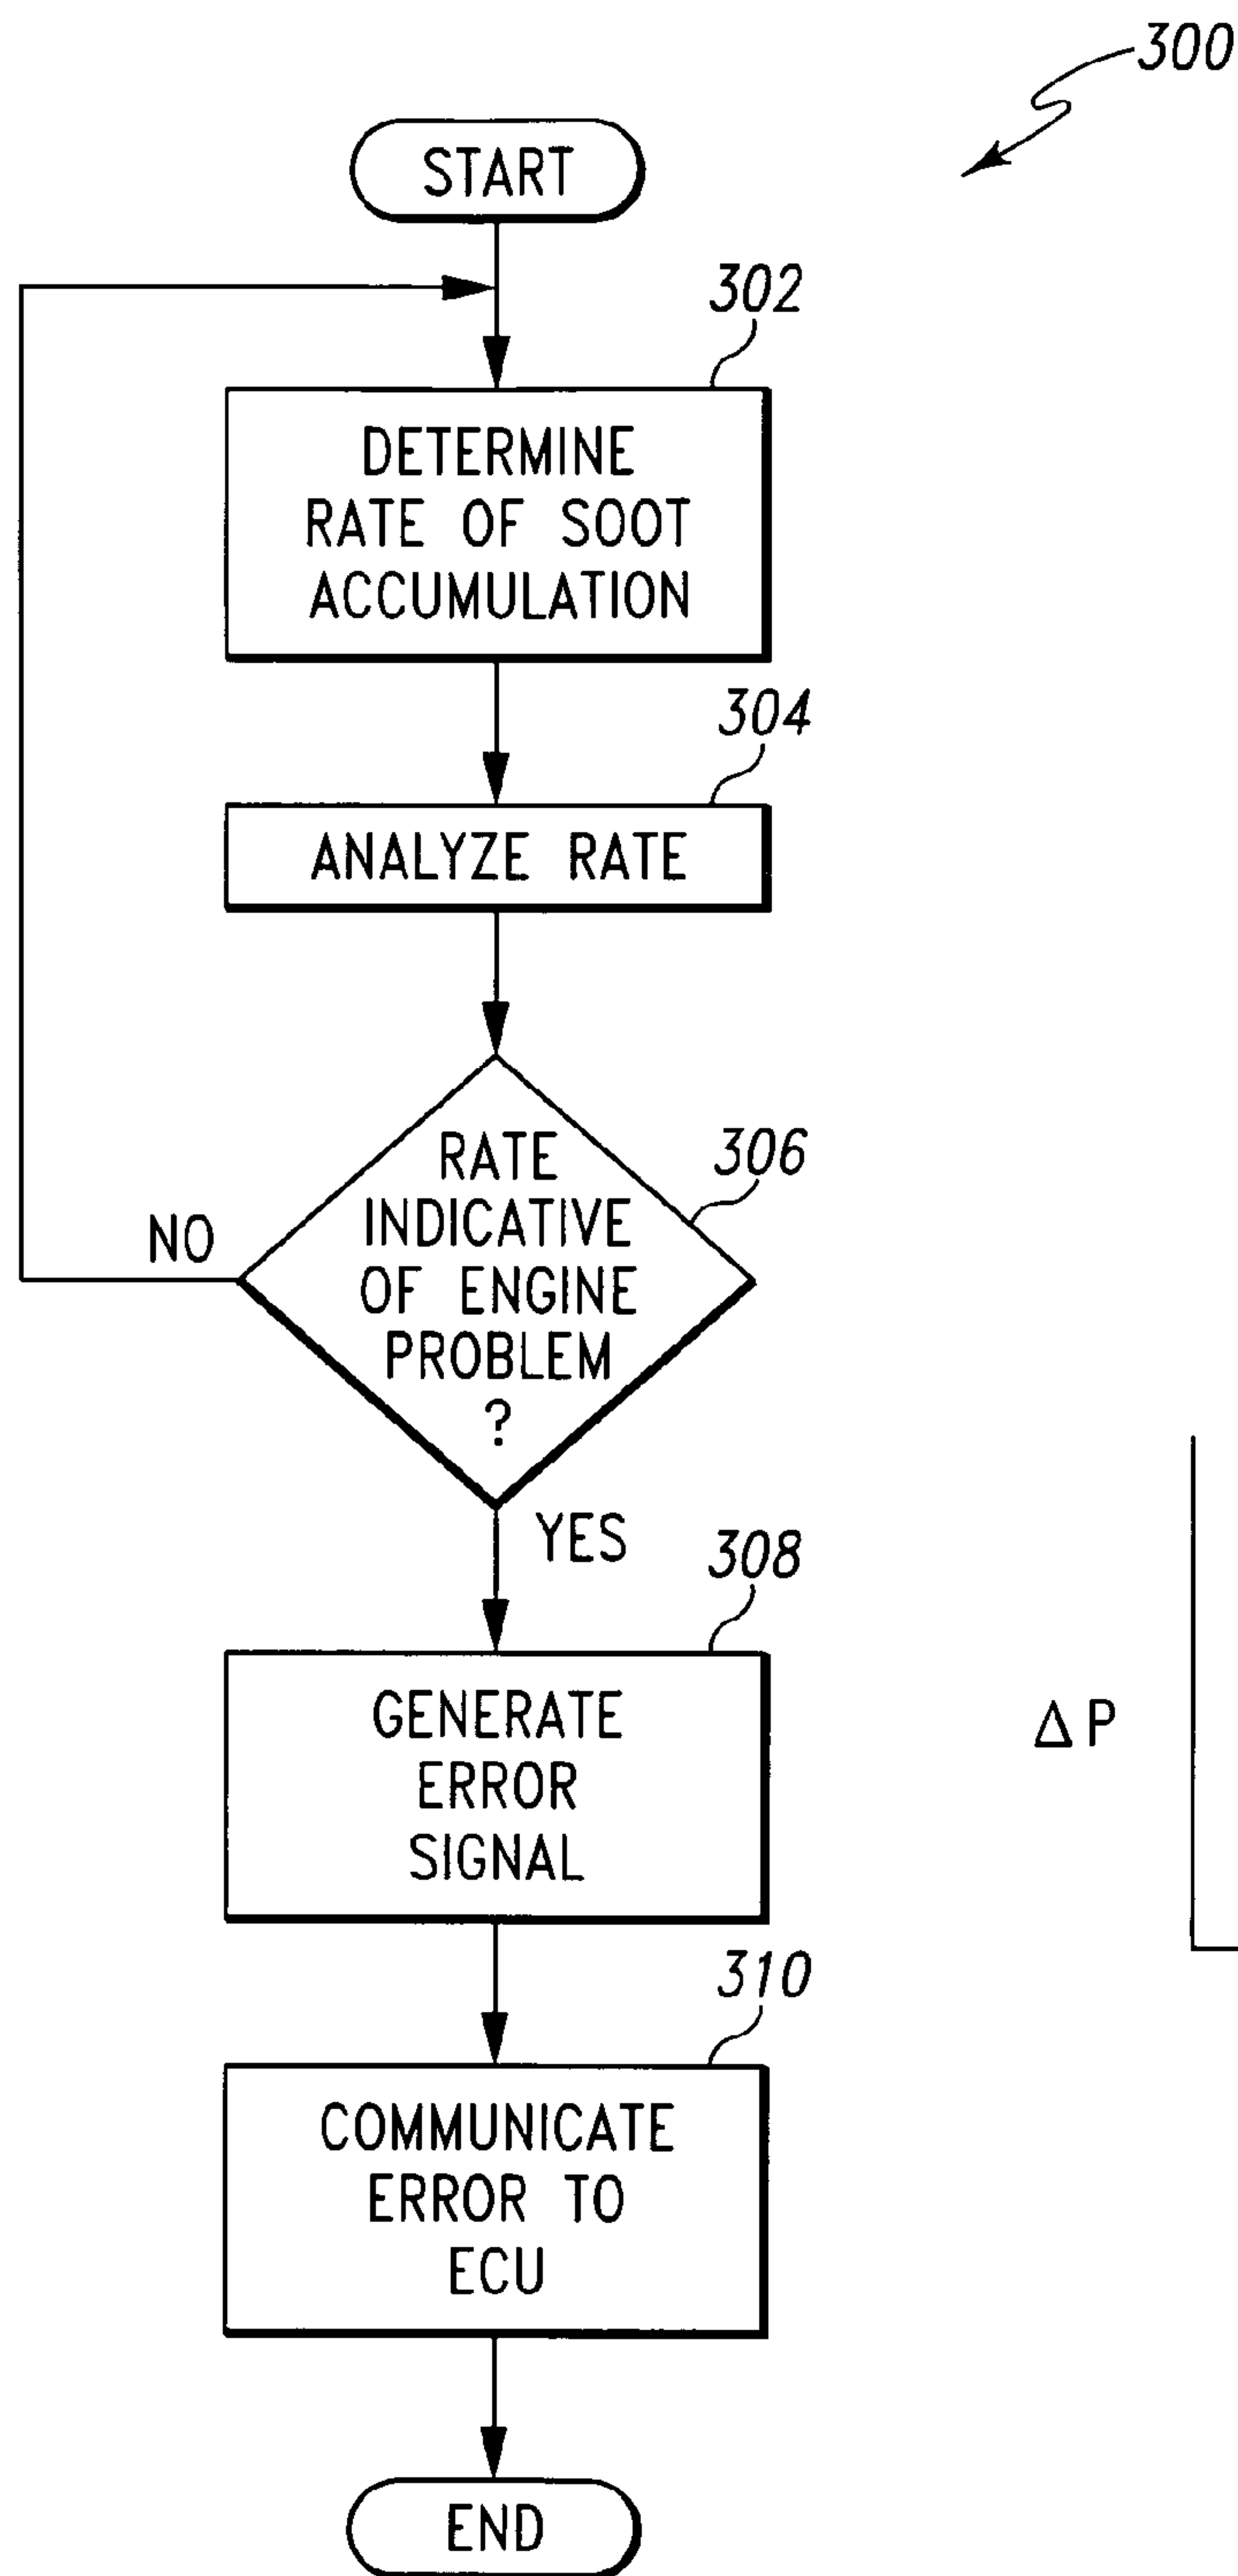 300
START
302
DETERMINE
RATE OF SOOT
ACCUMULATION
304
ANALYZE RATE
306
RATE
INDICATIVE
OF ENGINE
PROBLEM
?
NO
YES
308
GENERATE
ERROR
SIGNAL
ΔP
310
COMMUNICATE
ERROR TO
ECU
END